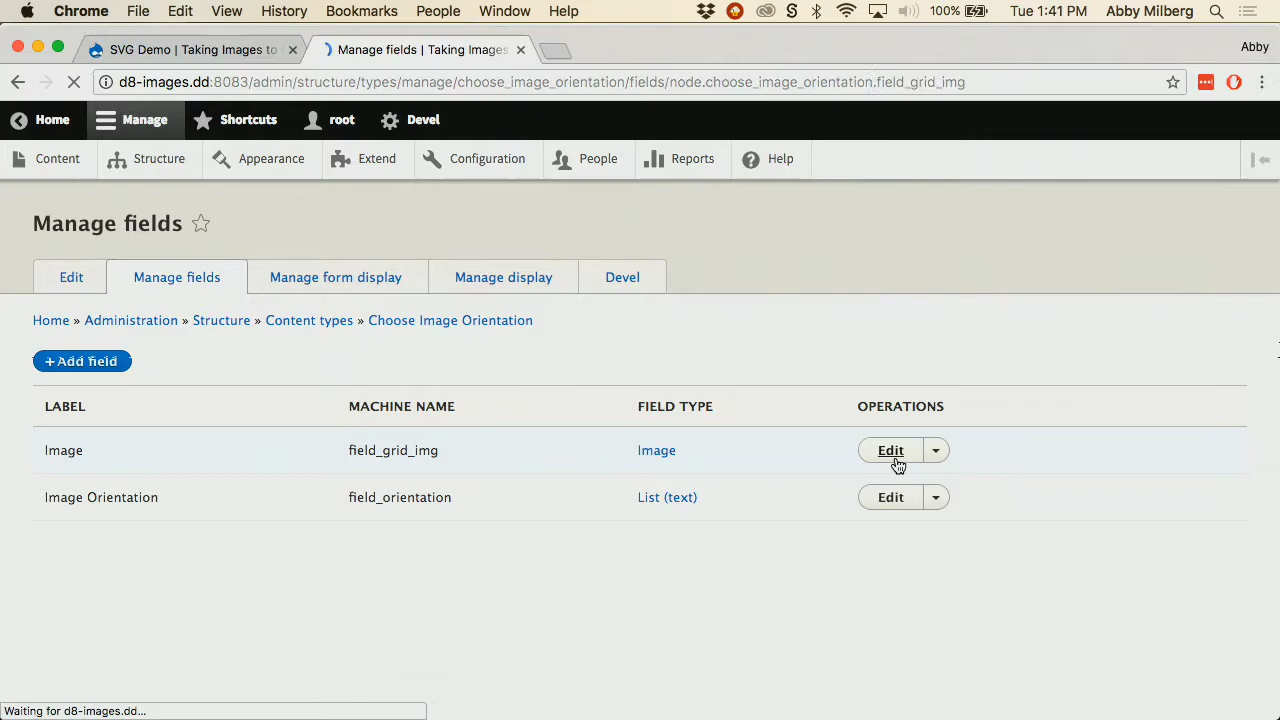 Chrome File Edit View History Bookmarks People Window Help 100% Tue 1:41 PM Abby Milberg
SVG Demo | Taking Images to Manage fields | Taking Images Abby
d8-images.dd:8083/admin/structure/types/manage/choose_image_orientation/fields/node.choose_image_orientation.field_grid_img
Home Manage Shortcuts root Devel
Content Structure Appearance Extend Configuration People Reports Help
Manage fields
Edit Manage fields Manage form display Manage display Devel
Home » Administration » Structure » Content types » Choose Image Orientation
+ Add field
LABEL MACHINE NAME FIELD TYPE OPERATIONS
Image field_grid_img Image Edit
Image Orientation field_orientation List (text) Edit
Waiting for d8-images.dd...